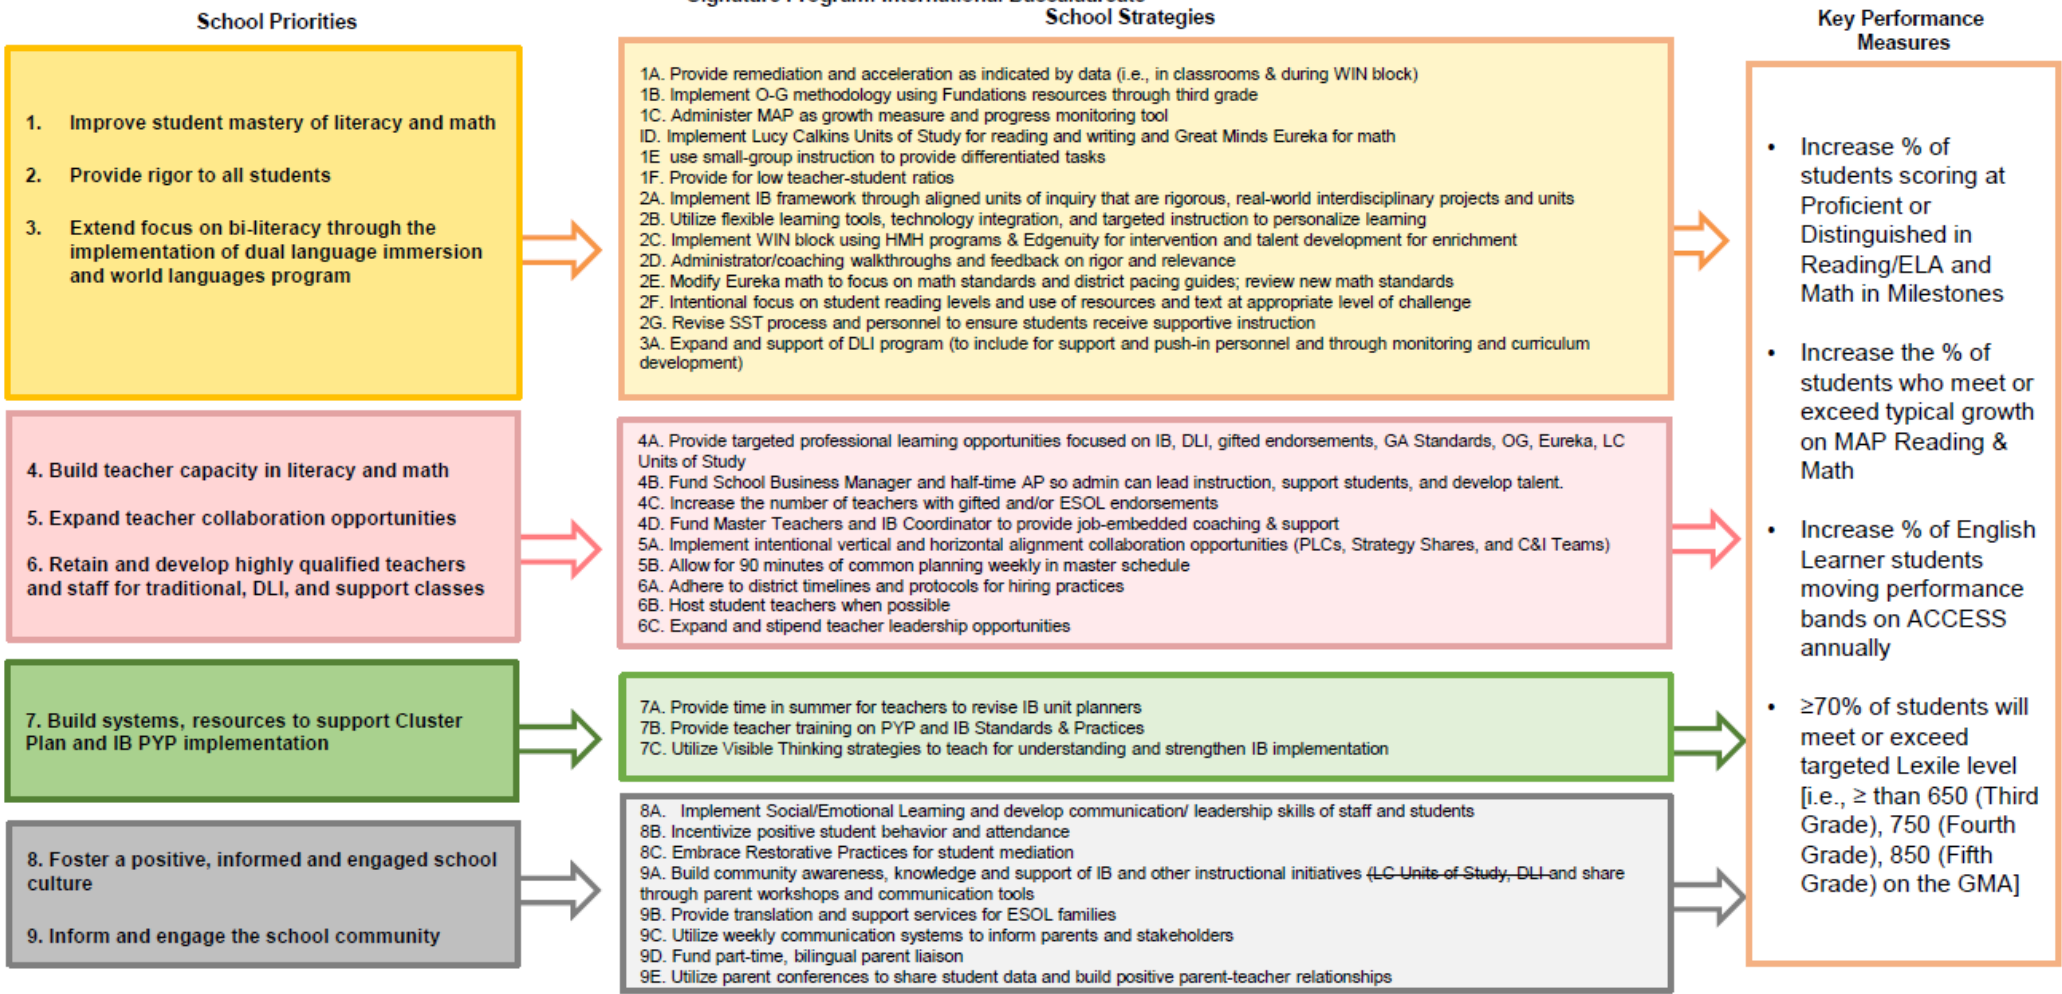 Signature Program: International Baccalaureate
School Priorities
School Strategies
Key Performance
Measures
1. Improve student mastery of literacy and math
2. Provide rigor to all students
3. Extend focus on bi-literacy through the
implementation of dual language immersion
and world languages program
1A. Provide remediation and acceleration as indicated by data (i.e., in classrooms & during WIN block)
1B. Implement O-G methodology using Fundations resources through third grade
1C. Administer MAP as growth measure and progress monitoring tool
ID. Implement Lucy Calkins Units of Study for reading and writing and Great Minds Eureka for math
1E use small-group instruction to provide differentiated tasks
1F. Provide for low teacher-student ratios
2A. Implement IB framework through aligned units of inquiry that are rigorous, real-world interdisciplinary projects and units
2B. Utilize flexible learning tools, technology integration, and targeted instruction to personalize learning
2C. Implement WIN block using HMH programs & Edgenuity for intervention and talent development for enrichment
2D. Administrator/coaching walkthroughs and feedback on rigor and relevance
2E. Modify Eureka math to focus on math standards and district pacing guides; review new math standards
2F. Intentional focus on student reading levels and use of resources and text at appropriate level of challenge
2G. Revise SST process and personnel to ensure students receive supportive instruction
3A. Expand and support of DLI program (to include for support and push-in personnel and through monitoring and curriculum
development)
4. Build teacher capacity in literacy and math
5. Expand teacher collaboration opportunities
6. Retain and develop highly qualified teachers
and staff for traditional, DLI, and support classes
4A. Provide targeted professional learning opportunities focused on IB, DLI, gifted endorsements, GA Standards, OG, Eureka, LC
Units of Study
4B. Fund School Business Manager and half-time AP so admin can lead instruction, support students, and develop talent.
4C. Increase the number of teachers with gifted and/or ESOL endorsements
4D. Fund Master Teachers and IB Coordinator to provide job-embedded coaching & support
5A. Implement intentional vertical and horizontal alignment collaboration opportunities (PLCs, Strategy Shares, and C&I Teams)
5B. Allow for 90 minutes of common planning weekly in master schedule
6A. Adhere to district timelines and protocols for hiring practices
6B. Host student teachers when possible
6C. Expand and stipend teacher leadership opportunities
7. Build systems, resources to support Cluster
Plan and IB PYP implementation
7A. Provide time in summer for teachers to revise IB unit planners
7B. Provide teacher training on PYP and IB Standards & Practices
7C. Utilize Visible Thinking strategies to teach for understanding and strengthen IB implementation
8. Foster a positive, informed and engaged school
culture
9. Inform and engage the school community
8A. Implement Social/Emotional Learning and develop communication/ leadership skills of staff and students
8B. Incentivize positive student behavior and attendance
8C. Embrace Restorative Practices for student mediation
9A. Build community awareness, knowledge and support of IB and other instructional initiatives (LC Units of Study, DLI and share
through parent workshops and communication tools
9B. Provide translation and support services for ESOL families
9C. Utilize weekly communication systems to inform parents and stakeholders
9D. Fund part-time, bilingual parent liaison
9E. Utilize parent conferences to share student data and build positive parent-teacher relationships
• Increase % of
students scoring at
Proficient or
Distinguished in
Reading/ELA and
Math in Milestones
• Increase the % of
students who meet or
exceed typical growth
on MAP Reading &
Math
• Increase % of English
Learner students
moving performance
bands on ACCESS
annually
• ≥70% of students will
meet or exceed
targeted Lexile level
[i.e., ≥ than 650 (Third
Grade), 750 (Fourth
Grade), 850 (Fifth
Grade) on the GMA]